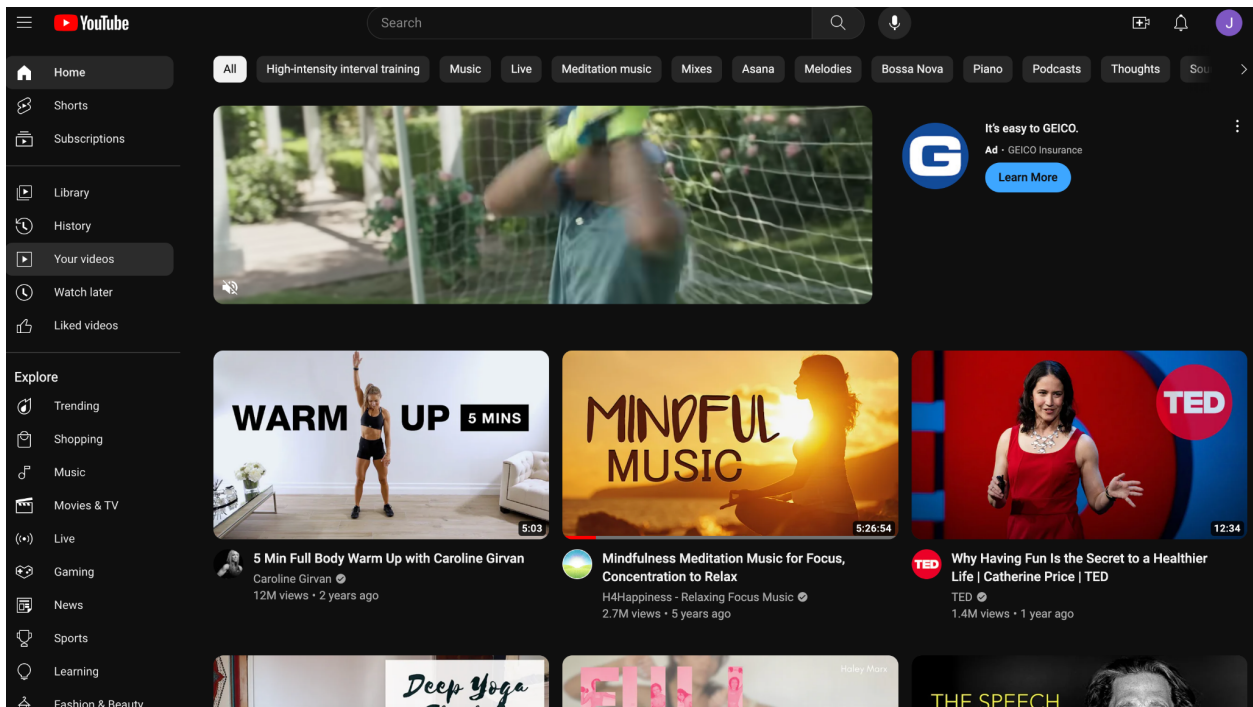 YouTube
Search
J
Home
Shorts
Subscriptions
Library
History
Your videos
Watch later
Liked videos
Explore
Trending
Shopping
Music
Movies & TV
Live
Gaming
News
Sports
Learning
Fashion & Beauty
All
High-intensity interval training
Music
Live
Meditation music
Mixes
Asana
Melodies
Bossa Nova
Piano
Podcasts
Thoughts
G
It's easy to GEICO.
Ad • GEICO Insurance
Learn More
WARM UP 5 MINS
5:03
5 Min Full Body Warm Up with Caroline Girvan
Caroline Girvan
12M views • 2 years ago
MINDFUL
MUSIC
5:26:54
Mindfulness Meditation Music for Focus,
Concentration to Relax
H4Happiness - Relaxing Focus Music
2.7M views • 5 years ago
TED
12:34
TED
Why Having Fun Is the Secret to a Healthier
Life | Catherine Price | TED
TED
1.4M views • 1 year ago
Deep Yoga
Haley Marx
THE SPEECH